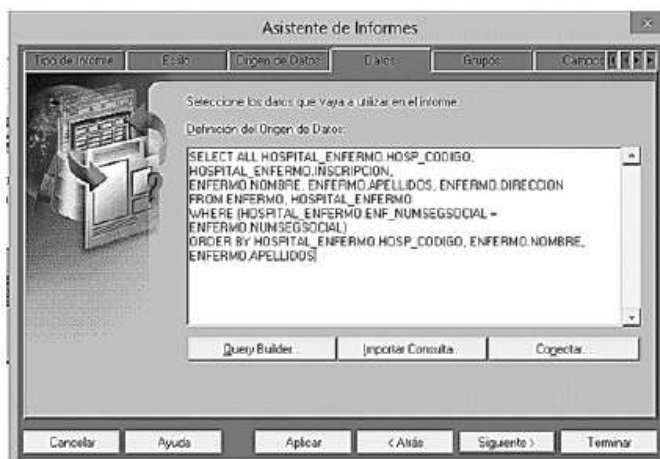 Asistente de Informes
Tipo de Informe Estilo Origen de Datos Datos Grupos Campos
Seleccione los datos que vaya a utilizar en el informe.
Definición del Origen de Datos:
SELECT ALL HOSPITAL_ENFERMO.HOSP_CODIGO,
HOSPITAL_ENFERMO.INSCRIPCION,
ENFERMO.NOMBRE, ENFERMO.APELLIDOS, ENFERMO.DIRECCION
FROM ENFERMO, HOSPITAL_ENFERMO
WHERE (HOSPITAL_ENFERMO.ENF_NUMSEGSOCIAL =
ENFERMO.NUMSEGSOCIAL)
ORDER BY HOSPITAL_ENFERMO.HOSP_CODIGO, ENFERMO.NOMBRE,
ENFERMO.APELLIDOS
Query Builder... Importar Consulta... Conectar...
Cancelar Ayuda Aplicar < Atrás Siguiente > Terminar